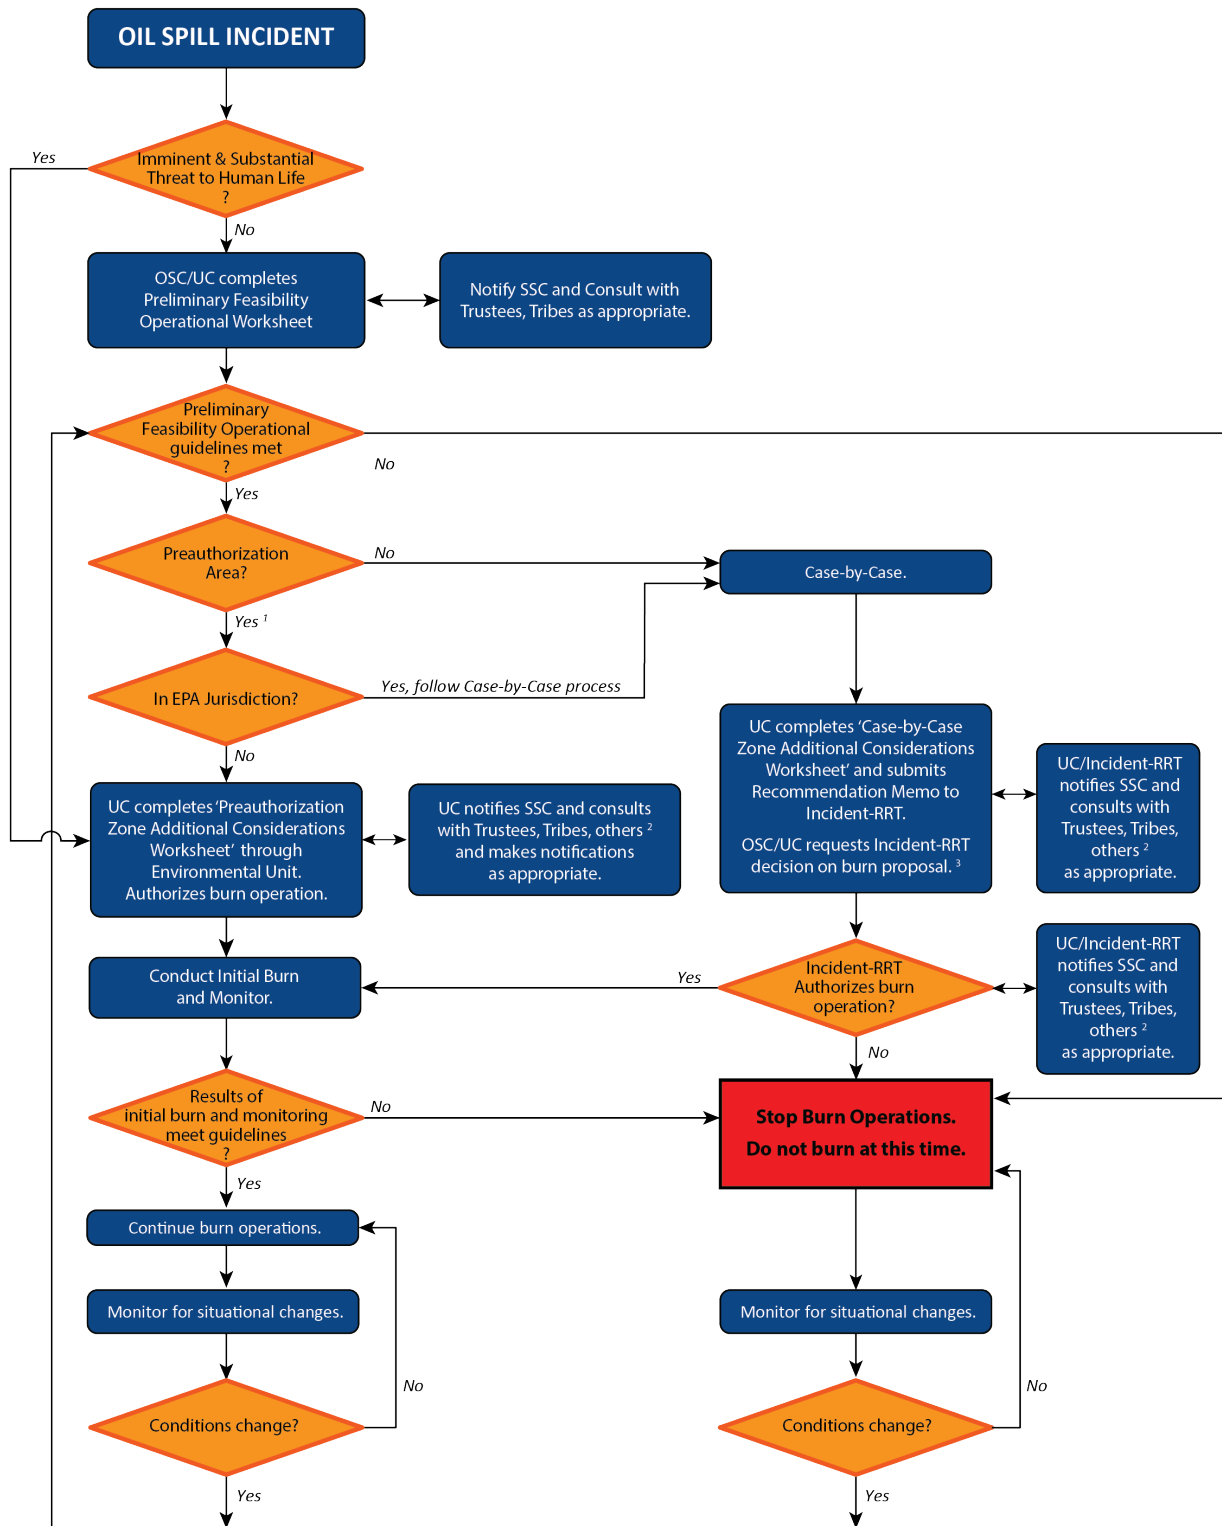 OIL SPILL INCIDENT
Imminent & Substantial
Threat to Human Life
?
Yes
No
OSC/UC completes
Preliminary Feasibility
Operational Worksheet
Notify SSC and Consult with
Trustees, Tribes as appropriate.
Preliminary
Feasibility Operational
guidelines met
?
No
Yes
Preauthorization
Area?
No
Case-by-Case.
Yes ¹
In EPA Jurisdiction?
Yes, follow Case-by-Case process
No
UC completes ‘Preauthorization
Zone Additional Considerations
Worksheet’ through
Environmental Unit.
Authorizes burn operation.
UC notifies SSC and consults
with Trustees, Tribes, others ²
and makes notifications
as appropriate.
UC completes ‘Case-by-Case
Zone Additional Considerations
Worksheet’ and submits
Recommendation Memo to
Incident-RRT.
OSC/UC requests Incident-RRT
decision on burn proposal. ³
UC/Incident-RRT
notifies SSC and
consults with
Trustees, Tribes,
others ²
as appropriate.
Conduct Initial Burn
and Monitor.
Yes
Incident-RRT
Authorizes burn
operation?
UC/Incident-RRT
notifies SSC and
consults with
Trustees, Tribes,
others ²
as appropriate.
No
Results of
initial burn and monitoring
meet guidelines
?
No
Stop Burn Operations.
Do not burn at this time.
Yes
Continue burn operations.
Monitor for situational changes.
Monitor for situational changes.
No
No
Conditions change?
Conditions change?
Yes
Yes